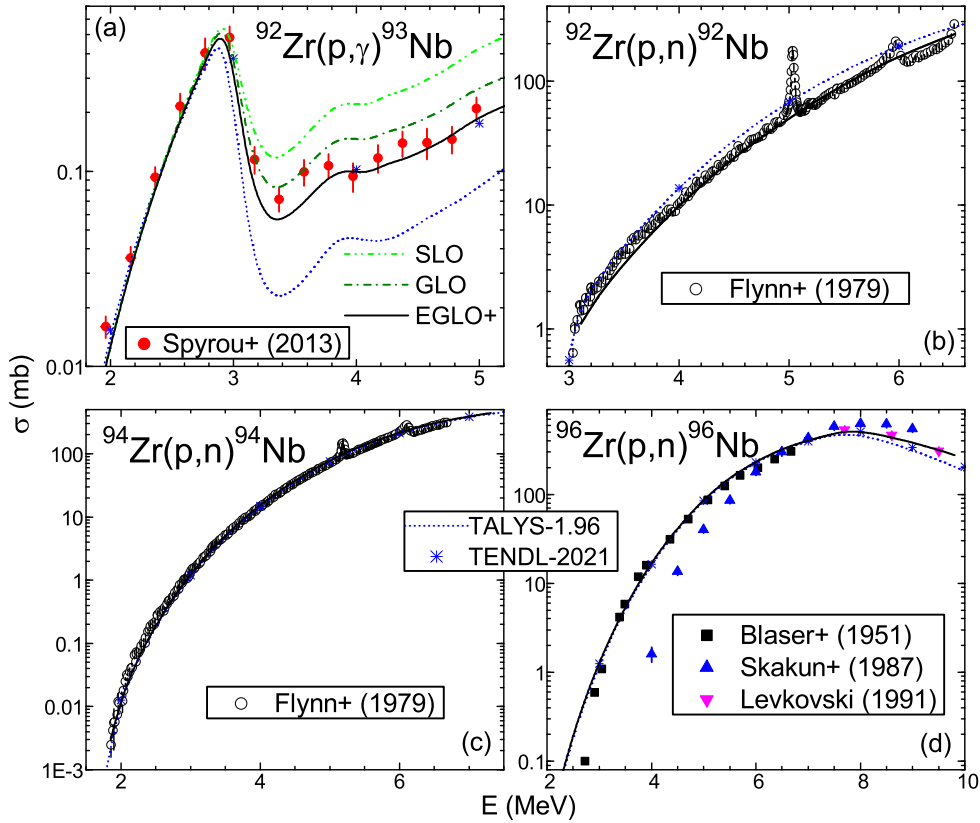 (a)
⁹²Zr(p,γ)⁹³Nb
0.1
0.01
SLO
GLO
EGLO+
Spyrou+ (2013)
2 3 4 5
⁹²Zr(p,n)⁹²Nb
100
10
1
Flynn+ (1979)
(b)
3 4 5 6
σ (mb)
⁹⁴Zr(p,n)⁹⁴Nb
100
10
1
0.1
0.01
1E-3
Flynn+ (1979)
(c)
2 4 6
TALYS-1.96
TENDL-2021
⁹⁶Zr(p,n)⁹⁶Nb
100
10
1
0.1
Blaser+ (1951)
Skakun+ (1987)
Levkovski (1991)
(d)
2 4 6 8 10
E (MeV)